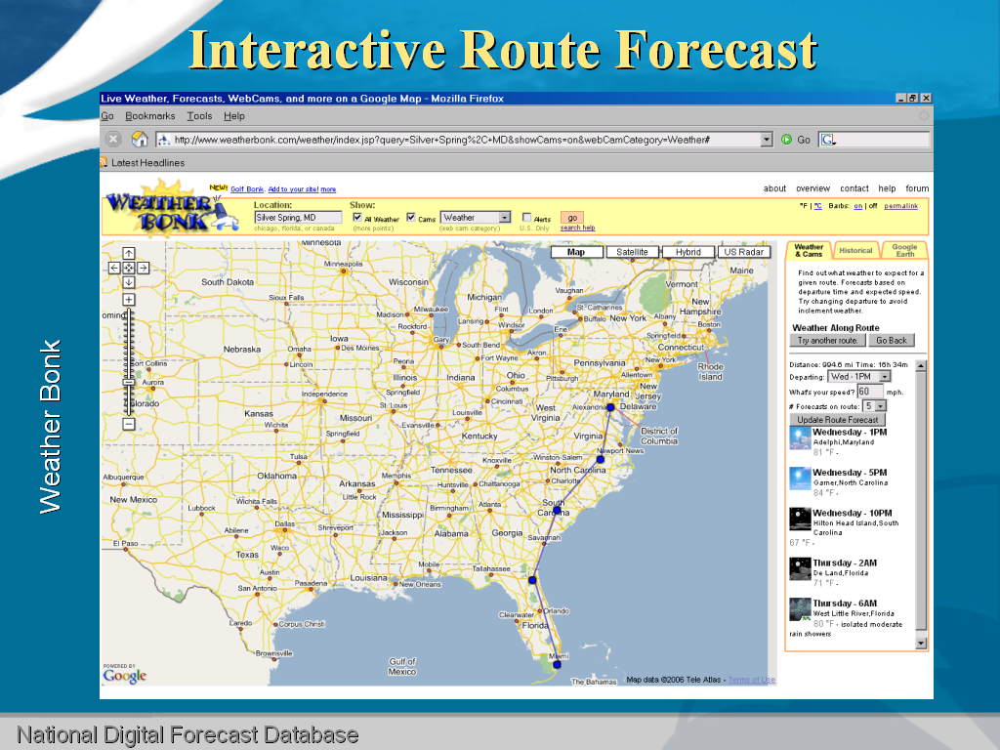 Interactive Route Forecast
Live Weather, Forecasts, WebCams, and more on a Google Map - Mozilla Firefox
Go Bookmarks Tools Help
http://www.weatherbonk.com/weather/index.jsp?query=Silver+Spring%2C+MD&showCams=on&webCamCategory=Weather#
Go
Latest Headlines
WEATHER BONK
NEW! Golf Bonk. Add to your site! more
about overview contact help forum
Location:
Silver Spring, MD
chicago, florida, or canada
Show:
All Weather
(more points)
Cams
Weather
(web cam category)
Alerts
U.S. Only
go
search help
°F | °C Barbs: on | off permalink
Map Satellite Hybrid US Radar
Minnesota
Minneapolis
South Dakota
Wisconsin
Sioux Falls
Michigan
Vaughan
Vermont
Maine
New Hampshire
Milwaukee
Madison
Rockford
Lansing
Flint
London
St. Catharines
Windsor
Buffalo
New York
Albany
Boston
Springfield
Connecticut
Erie
Gary
South Bend
Fort Wayne
Akron
Pennsylvania
New York
Rhode Island
Iowa
Omaha
Des Moines
Nebraska
Lincoln
Peoria
Illinois
Indiana
Ohio
Columbus
Pittsburgh
Allentown
New Jersey
Fort Collins
Aurora
Colorado
Independence
Springfield
St. Louis
Cincinnati
West Virginia
Maryland
Alexandria
Delaware
District of Columbia
Kansas
Wichita
Missouri
Springfield
Evansville
Louisville
Kentucky
Virginia
Newport News
Tulsa
Oklahoma
Tennessee
Knoxville
Winston-Salem
North Carolina
Charlotte
Albuquerque
New Mexico
Arkansas
Little Rock
Memphis
Huntsville
Chattanooga
South Carolina
Lubbock
Wichita Falls
Birmingham
Atlanta
Mississippi
Alabama
Georgia
Savannah
Abilene
Dallas
Shreveport
Jackson
El Paso
Waco
Texas
Mobile
Tallahassee
Austin
Pasadena
Louisiana
New Orleans
San Antonio
Clearwater
Orlando
Florida
Laredo
Corpus Christi
Brownsville
Gulf of Mexico
Miami
The Bahamas
POWERED BY
Google
Map data ©2006 Tele Atlas - Terms of Use
Weather & Cams
Historical
Google Earth
Find out what weather to expect for a
given route. Forecasts based on
departure time and expected speed.
Try changing departure to avoid
inclement weather.
Weather Along Route
Try another route. Go Back
Distance: 994.6 mi Time: 16h 34m
Departing: Wed - 1PM
What's your speed? 60 mph.
# Forecasts on route: 5
Update Route Forecast
Wednesday - 1PM
Adelphi,Maryland
81 °F -
Wednesday - 5PM
Garner,North Carolina
84 °F -
Wednesday - 10PM
Hilton Head Island,South
Carolina
67 °F -
Thursday - 2AM
De Land,Florida
71 °F -
Thursday - 6AM
West Little River,Florida
80 °F - isolated moderate
rain showers
Weather Bonk
National Digital Forecast Database